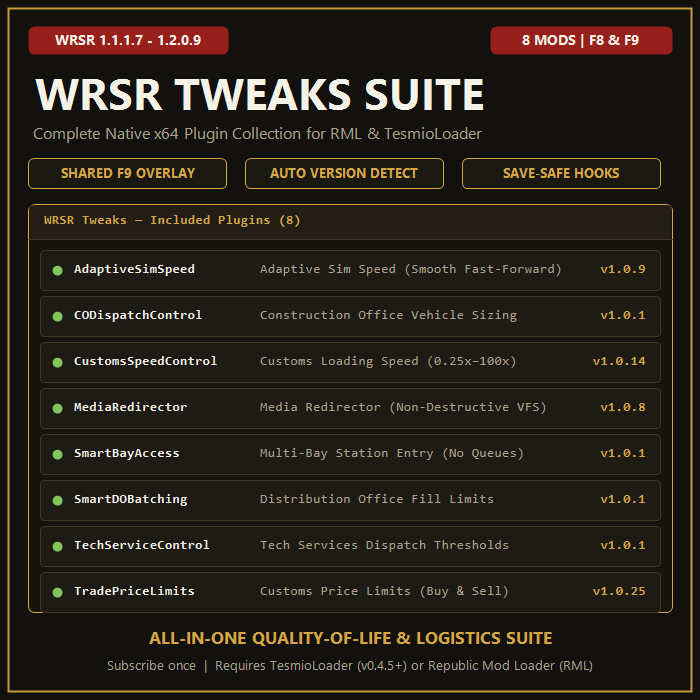 WRSR 1.1.1.7 - 1.2.0.9
8 MODS | F8 & F9
WRSR TWEAKS SUITE
Complete Native x64 Plugin Collection for RML & TesmioLoader
SHARED F9 OVERLAY
AUTO VERSION DETECT
SAVE-SAFE HOOKS
WRSR Tweaks — Included Plugins (8)
AdaptiveSimSpeed Adaptive Sim Speed (Smooth Fast-Forward) v1.0.9
CODispatchControl Construction Office Vehicle Sizing v1.0.1
CustomsSpeedControl Customs Loading Speed (0.25x–100x) v1.0.14
MediaRedirector Media Redirector (Non-Destructive VFS) v1.0.8
SmartBayAccess Multi-Bay Station Entry (No Queues) v1.0.1
SmartDOBatching Distribution Office Fill Limits v1.0.1
TechServiceControl Tech Services Dispatch Thresholds v1.0.1
TradePriceLimits Customs Price Limits (Buy & Sell) v1.0.25
ALL-IN-ONE QUALITY-OF-LIFE & LOGISTICS SUITE
Subscribe once | Requires TesmioLoader (v0.4.5+) or Republic Mod Loader (RML)